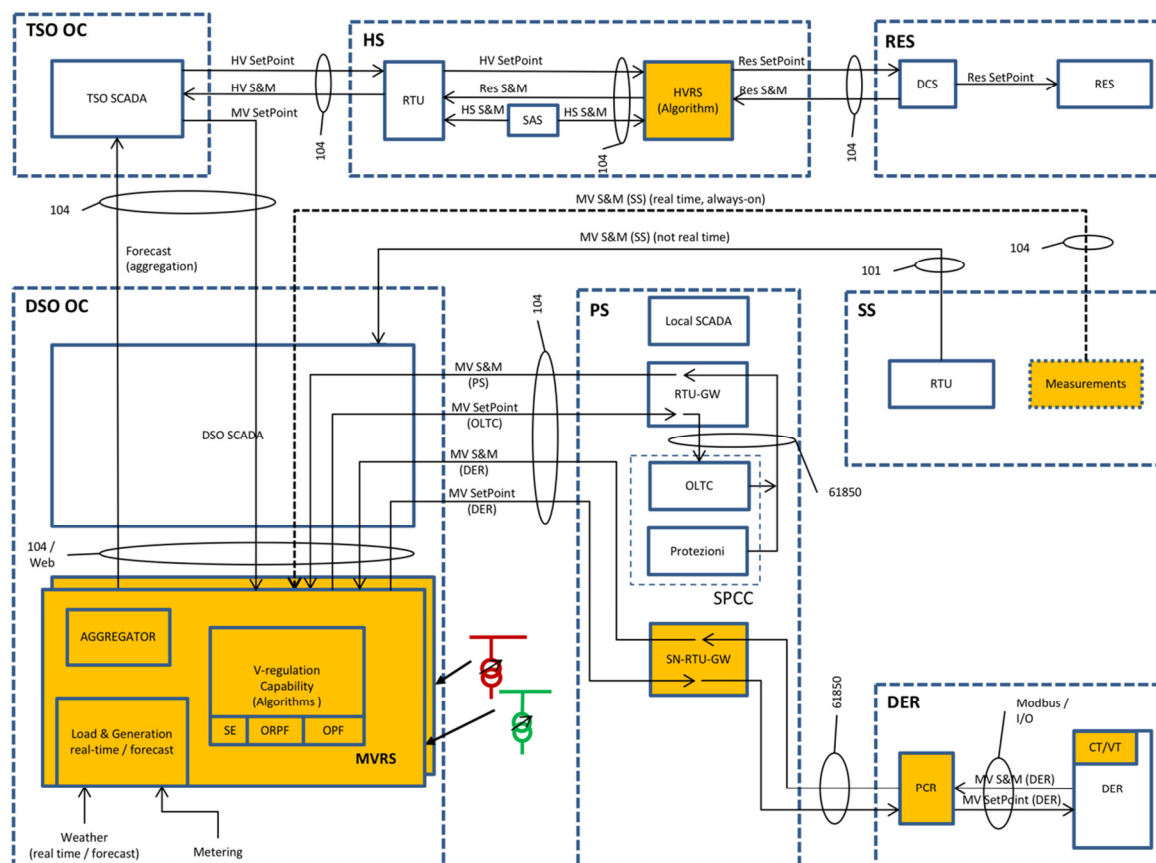 TSO OC
TSO SCADA
HV SetPoint
HV S&M
MV SetPoint
104
HS
RTU
HV SetPoint
Res S&M
HS S&M
SAS
HS S&M
104
HVRS
(Algorithm)
Res SetPoint
Res S&M
104
RES
DCS
Res SetPoint
RES
104
Forecast
(aggregation)
MV S&M (SS) (real time, always-on)
MV S&M (SS) (not real time)
101
104
DSO OC
DSO SCADA
104
MV S&M
(PS)
MV SetPoint
(OLTC)
MV S&M
(DER)
MV SetPoint
(DER)
PS
Local SCADA
RTU-GW
OLTC
Protezioni
SPCC
61850
SN-RTU-GW
SS
RTU
Measurements
104 /
Web
AGGREGATOR
V-regulation
Capability
(Algorithms )
SE
ORPF
OPF
Load & Generation
real-time / forecast
MVRS
Weather
(real time / forecast)
Metering
61850
DER
Modbus /
I/O
PCR
MV S&M (DER)
MV SetPoint (DER)
CT/VT
DER